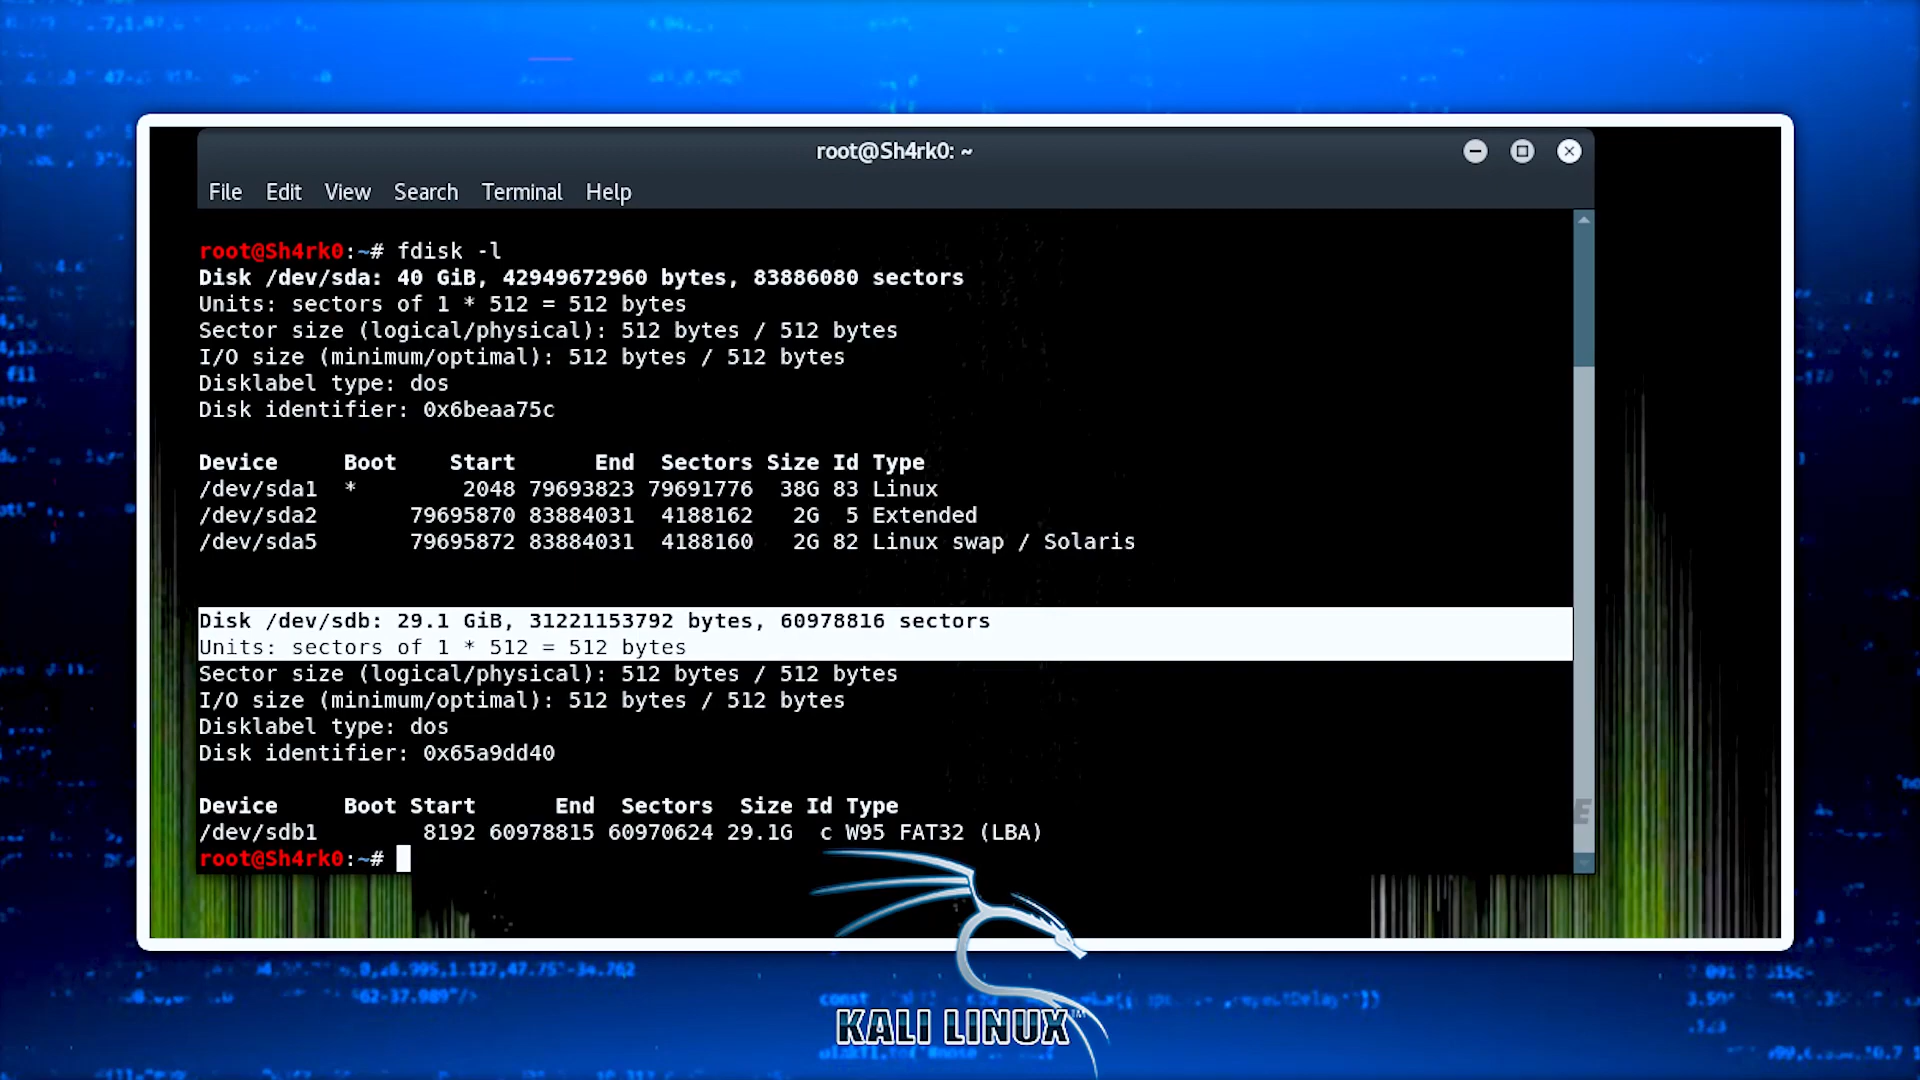 root@Sh4rk0: ~
File Edit View Search Terminal Help
root@Sh4rk0:~# fdisk -l
Disk /dev/sda: 40 GiB, 42949672960 bytes, 83886080 sectors
Units: sectors of 1 * 512 = 512 bytes
Sector size (logical/physical): 512 bytes / 512 bytes
I/O size (minimum/optimal): 512 bytes / 512 bytes
Disklabel type: dos
Disk identifier: 0x6beaa75c
Device Boot Start End Sectors Size Id Type
/dev/sda1 * 2048 79693823 79691776 38G 83 Linux
/dev/sda2 79695870 83884031 4188162 2G 5 Extended
/dev/sda5 79695872 83884031 4188160 2G 82 Linux swap / Solaris
Disk /dev/sdb: 29.1 GiB, 31221153792 bytes, 60978816 sectors
Units: sectors of 1 * 512 = 512 bytes
Sector size (logical/physical): 512 bytes / 512 bytes
I/O size (minimum/optimal): 512 bytes / 512 bytes
Disklabel type: dos
Disk identifier: 0x65a9dd40
Device Boot Start End Sectors Size Id Type
/dev/sdb1 8192 60978815 60970624 29.1G c W95 FAT32 (LBA)
root@Sh4rk0:~#
KALI LINUX™